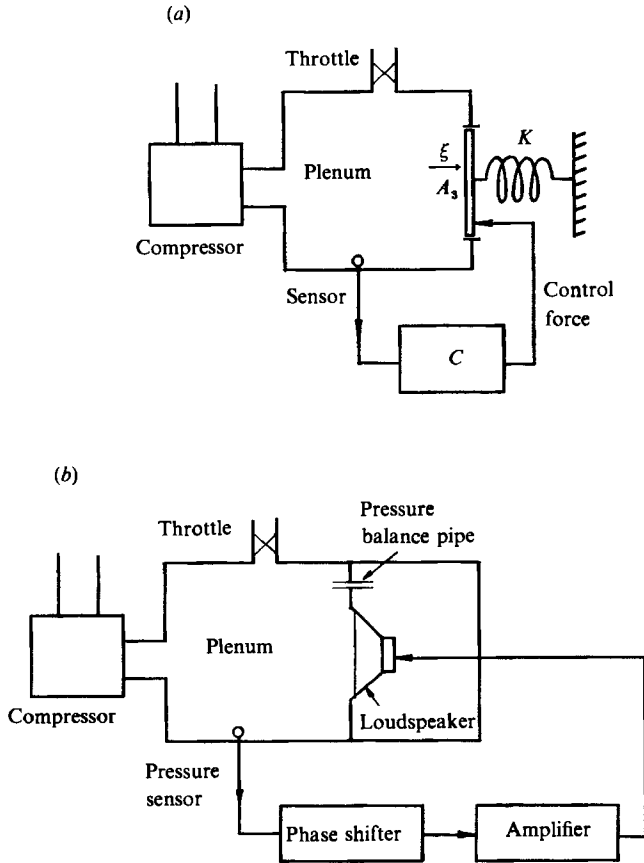 (a)
Throttle
K
ξ
Plenum
A₃
Compressor
Sensor
Control
force
C
(b)
Pressure
balance pipe
Throttle
Plenum
Compressor
Loudspeaker
Pressure
sensor
Phase shifter
Amplifier